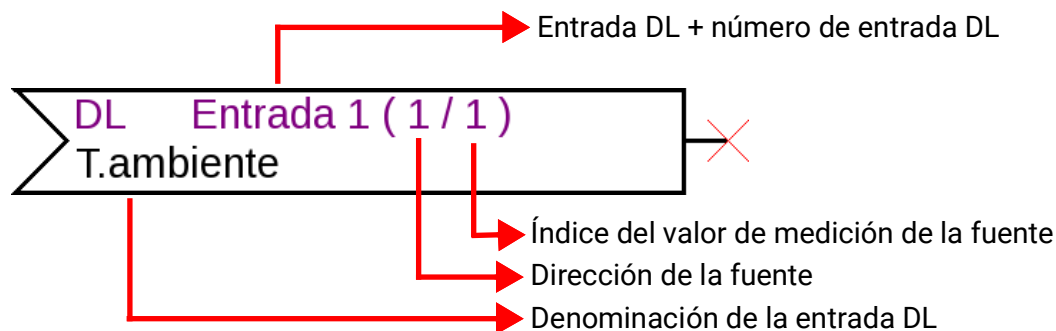 Entrada DL + número de entrada DL
DL Entrada 1 ( 1 / 1 )
T.ambiente
Índice del valor de medición de la fuente
Dirección de la fuente
Denominación de la entrada DL